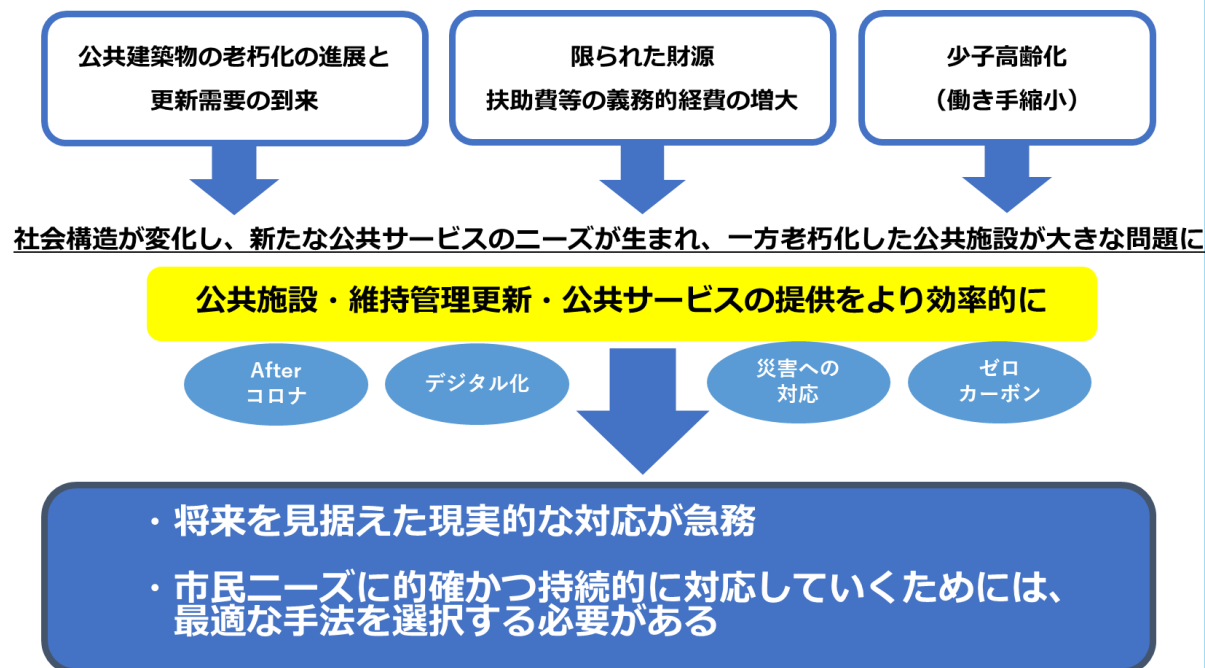 公共建築物の老朽化の進展と
更新需要の到来
限られた財源
扶助費等の義務的経費の増大
少子高齢化
（働き手縮小）
社会構造が変化し、新たな公共サービスのニーズが生まれ、一方老朽化した公共施設が大きな問題に
公共施設・維持管理更新・公共サービスの提供をより効率的に
After
コロナ
デジタル化
災害への
対応
ゼロ
カーボン
・将来を見据えた現実的な対応が急務
・市民ニーズに的確かつ持続的に対応していくためには、
最適な手法を選択する必要がある